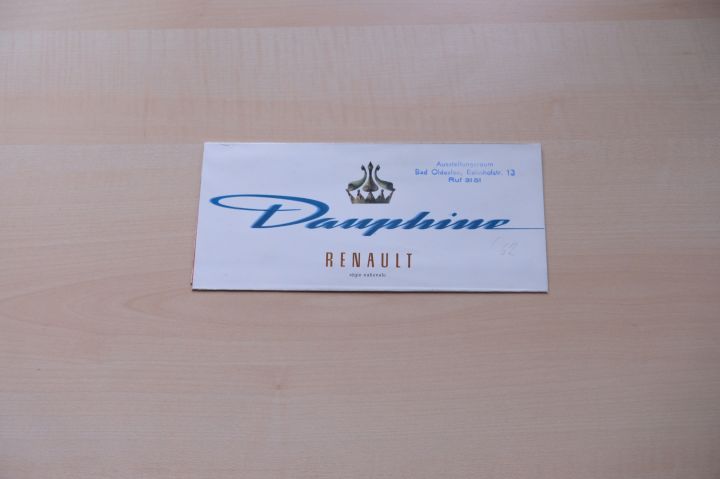 Ausstellungsraum
Bad Oldesloe, Bahnhofstr. 13
Ruf 31 51
Dauphine
RENAULT
régie nationale